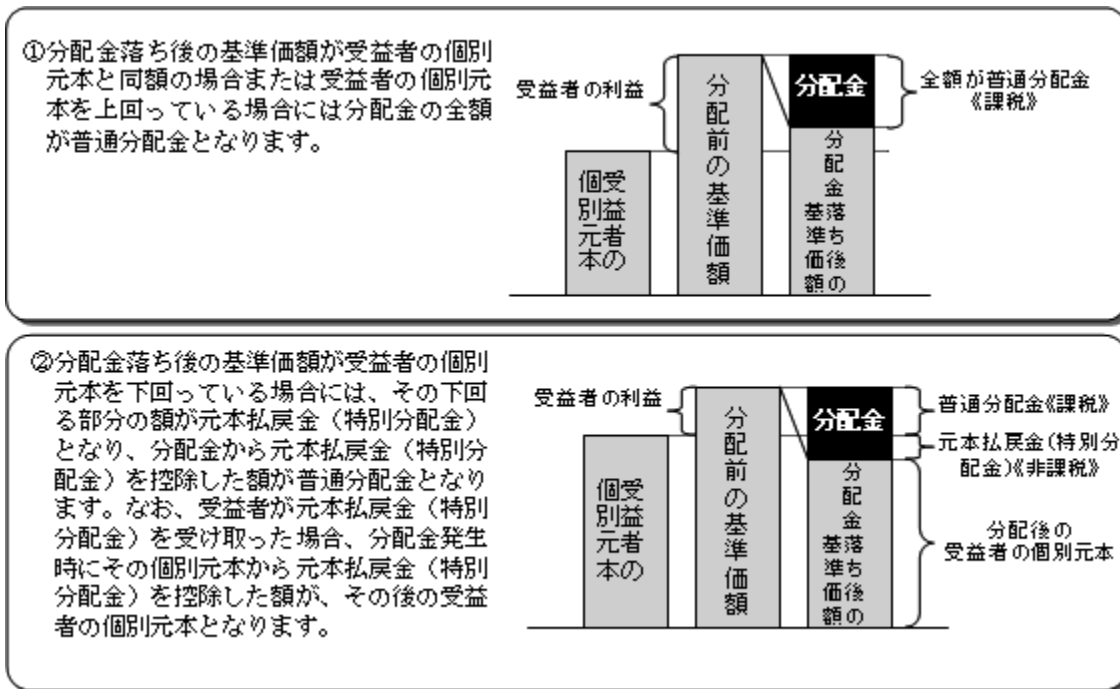 ①分配金落ち後の基準価額が受益者の個別
元本と同額の場合または受益者の個別元
本を上回っている場合には分配金の全額
が普通分配金となります。
受益者の利益
分配前の基準価額
分配金
全額が普通分配金
《課税》
受益者の
個別元本
分配金落ち後の
基準価額
②分配金落ち後の基準価額が受益者の個別
元本を下回っている場合には、その下回
る部分の額が元本払戻金（特別分配金）
となり、分配金から元本払戻金（特別分
配金）を控除した額が普通分配金となり
ます。なお、受益者が元本払戻金（特別
分配金）を受け取った場合、分配金発生
時にその個別元本から元本払戻金（特別
分配金）を控除した額が、その後の受益
者の個別元本となります。
受益者の利益
分配前の基準価額
分配金
普通分配金《課税》
元本払戻金(特別分
配金)《非課税》
受益者の
個別元本
分配金落ち後の
基準価額
分配後の
受益者の個別元本